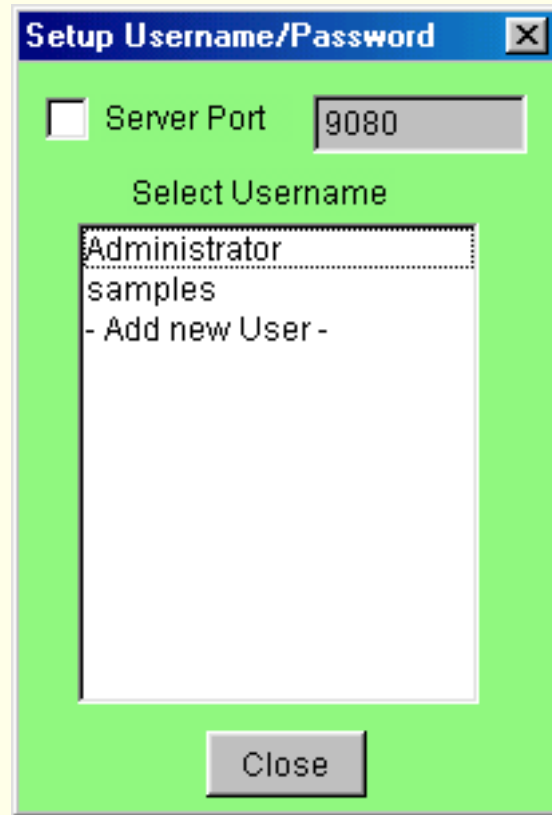 Setup Username/Password
Server Port 9080
Select Username
Administrator
samples
- Add new User -
Close